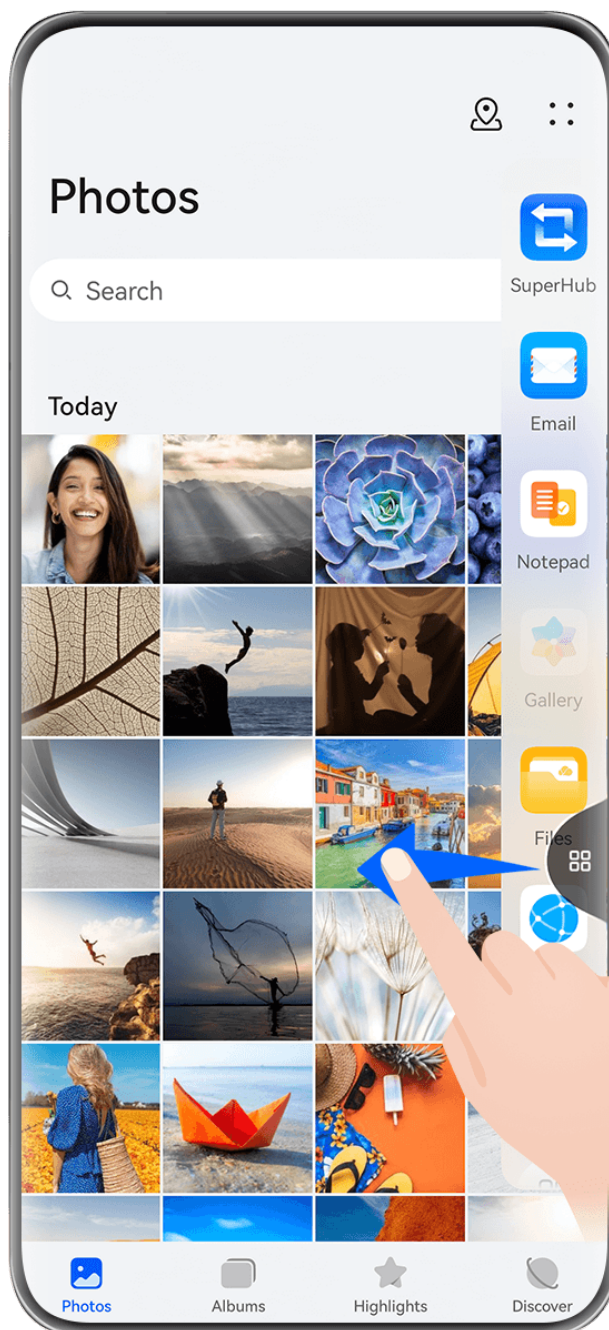 Photos
SuperHub
Search
Email
Today
Notepad
Gallery
Files
Photos
Albums
Highlights
Discover